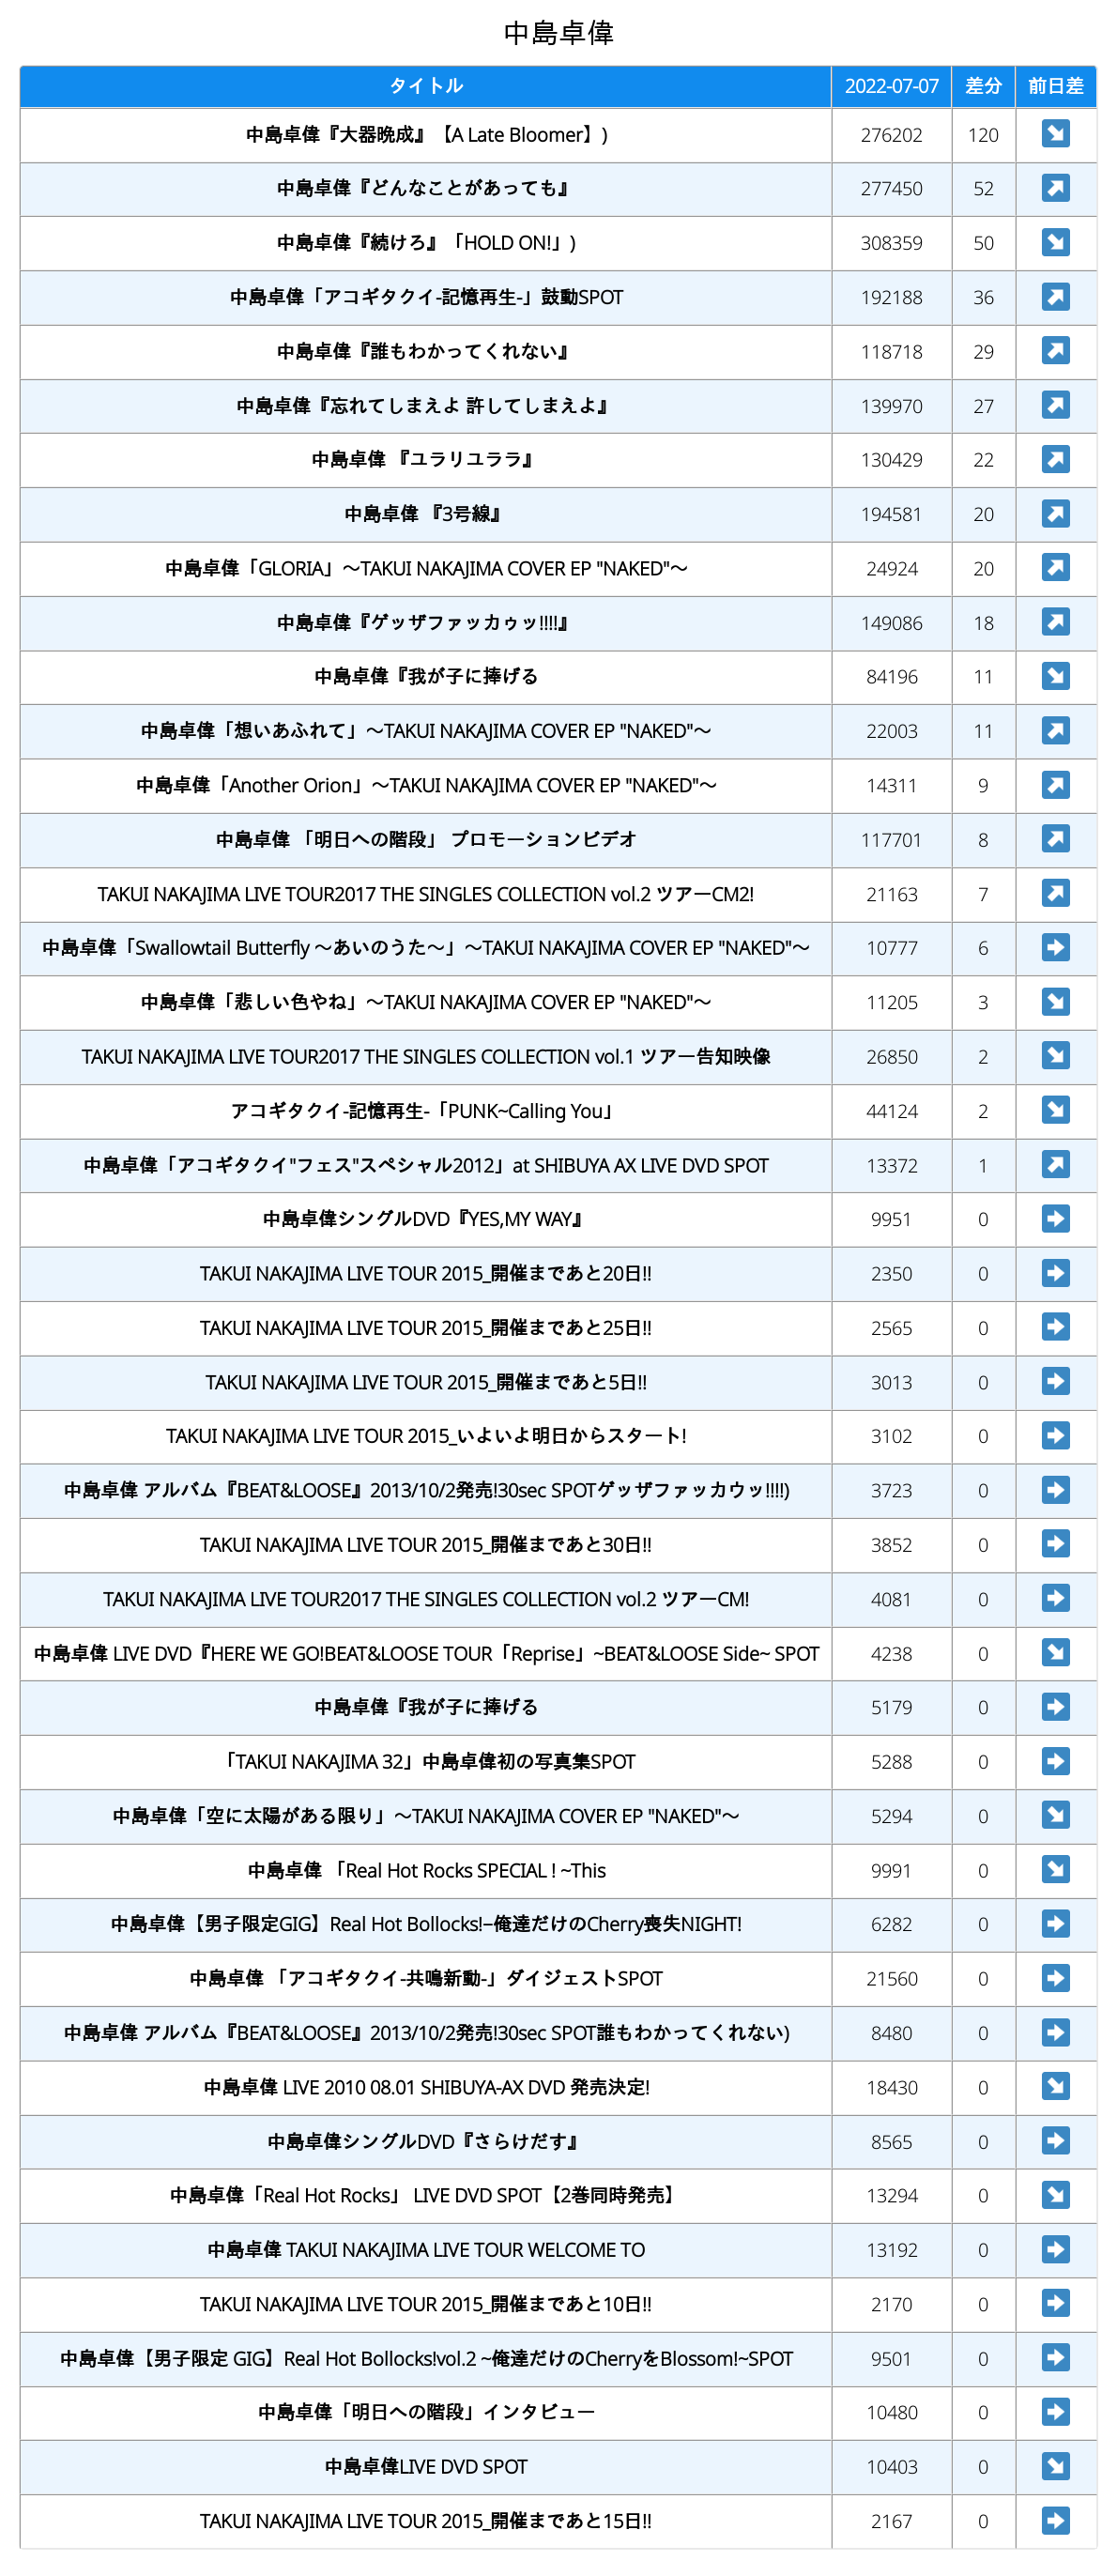 中島卓偉
タイトル 2022-07-07 差分 前日差
中島卓偉『大器晩成』【A Late Bloomer】) 276202 120 ↘
中島卓偉『どんなことがあっても』 277450 52 ↗
中島卓偉『続けろ』「HOLD ON!」) 308359 50 ↘
中島卓偉「アコギタクイ-記憶再生-」鼓動SPOT 192188 36 ↗
中島卓偉『誰もわかってくれない』 118718 29 ↗
中島卓偉『忘れてしまえよ 許してしまえよ』 139970 27 ↗
中島卓偉 『ユラリユララ』 130429 22 ↗
中島卓偉 『3号線』 194581 20 ↗
中島卓偉「GLORIA」〜TAKUI NAKAJIMA COVER EP "NAKED"〜 24924 20 ↗
中島卓偉『ゲッザファッカゥッ!!!!』 149086 18 ↗
中島卓偉『我が子に捧げる 84196 11 ↘
中島卓偉「想いあふれて」〜TAKUI NAKAJIMA COVER EP "NAKED"〜 22003 11 ↗
中島卓偉「Another Orion」〜TAKUI NAKAJIMA COVER EP "NAKED"〜 14311 9 ↗
中島卓偉 「明日への階段」 プロモーションビデオ 117701 8 ↗
TAKUI NAKAJIMA LIVE TOUR2017 THE SINGLES COLLECTION vol.2 ツアーCM2! 21163 7 ↗
中島卓偉「Swallowtail Butterfly 〜あいのうた〜」〜TAKUI NAKAJIMA COVER EP "NAKED"〜 10777 6 ➡
中島卓偉「悲しい色やね」〜TAKUI NAKAJIMA COVER EP "NAKED"〜 11205 3 ↘
TAKUI NAKAJIMA LIVE TOUR2017 THE SINGLES COLLECTION vol.1 ツアー告知映像 26850 2 ↘
アコギタクイ-記憶再生-「PUNK~Calling You」 44124 2 ↘
中島卓偉「アコギタクイ"フェス"スペシャル2012」at SHIBUYA AX LIVE DVD SPOT 13372 1 ↗
中島卓偉シングルDVD『YES,MY WAY』 9951 0 ➡
TAKUI NAKAJIMA LIVE TOUR 2015_開催まであと20日!! 2350 0 ➡
TAKUI NAKAJIMA LIVE TOUR 2015_開催まであと25日!! 2565 0 ➡
TAKUI NAKAJIMA LIVE TOUR 2015_開催まであと5日!! 3013 0 ➡
TAKUI NAKAJIMA LIVE TOUR 2015_いよいよ明日からスタート! 3102 0 ➡
中島卓偉 アルバム『BEAT&LOOSE』2013/10/2発売!30sec SPOTゲッザファッカウッ!!!!) 3723 0 ➡
TAKUI NAKAJIMA LIVE TOUR 2015_開催まであと30日!! 3852 0 ➡
TAKUI NAKAJIMA LIVE TOUR2017 THE SINGLES COLLECTION vol.2 ツアーCM! 4081 0 ➡
中島卓偉 LIVE DVD『HERE WE GO!BEAT&LOOSE TOUR「Reprise」~BEAT&LOOSE Side~ SPOT 4238 0 ↘
中島卓偉『我が子に捧げる 5179 0 ➡
「TAKUI NAKAJIMA 32」中島卓偉初の写真集SPOT 5288 0 ➡
中島卓偉「空に太陽がある限り」〜TAKUI NAKAJIMA COVER EP "NAKED"〜 5294 0 ↘
中島卓偉 「Real Hot Rocks SPECIAL ! ~This 9991 0 ↘
中島卓偉【男子限定GIG】Real Hot Bollocks!−俺達だけのCherry喪失NIGHT! 6282 0 ➡
中島卓偉 「アコギタクイ-共鳴新動-」ダイジェストSPOT 21560 0 ➡
中島卓偉 アルバム『BEAT&LOOSE』2013/10/2発売!30sec SPOT誰もわかってくれない) 8480 0 ➡
中島卓偉 LIVE 2010 08.01 SHIBUYA-AX DVD 発売決定! 18430 0 ↘
中島卓偉シングルDVD『さらけだす』 8565 0 ➡
中島卓偉「Real Hot Rocks」 LIVE DVD SPOT【2巻同時発売】 13294 0 ↘
中島卓偉 TAKUI NAKAJIMA LIVE TOUR WELCOME TO 13192 0 ➡
TAKUI NAKAJIMA LIVE TOUR 2015_開催まであと10日!! 2170 0 ➡
中島卓偉【男子限定 GIG】Real Hot Bollocks!vol.2 ~俺達だけのCherryをBlossom!~SPOT 9501 0 ➡
中島卓偉「明日への階段」インタビュー 10480 0 ➡
中島卓偉LIVE DVD SPOT 10403 0 ↘
TAKUI NAKAJIMA LIVE TOUR 2015_開催まであと15日!! 2167 0 ➡